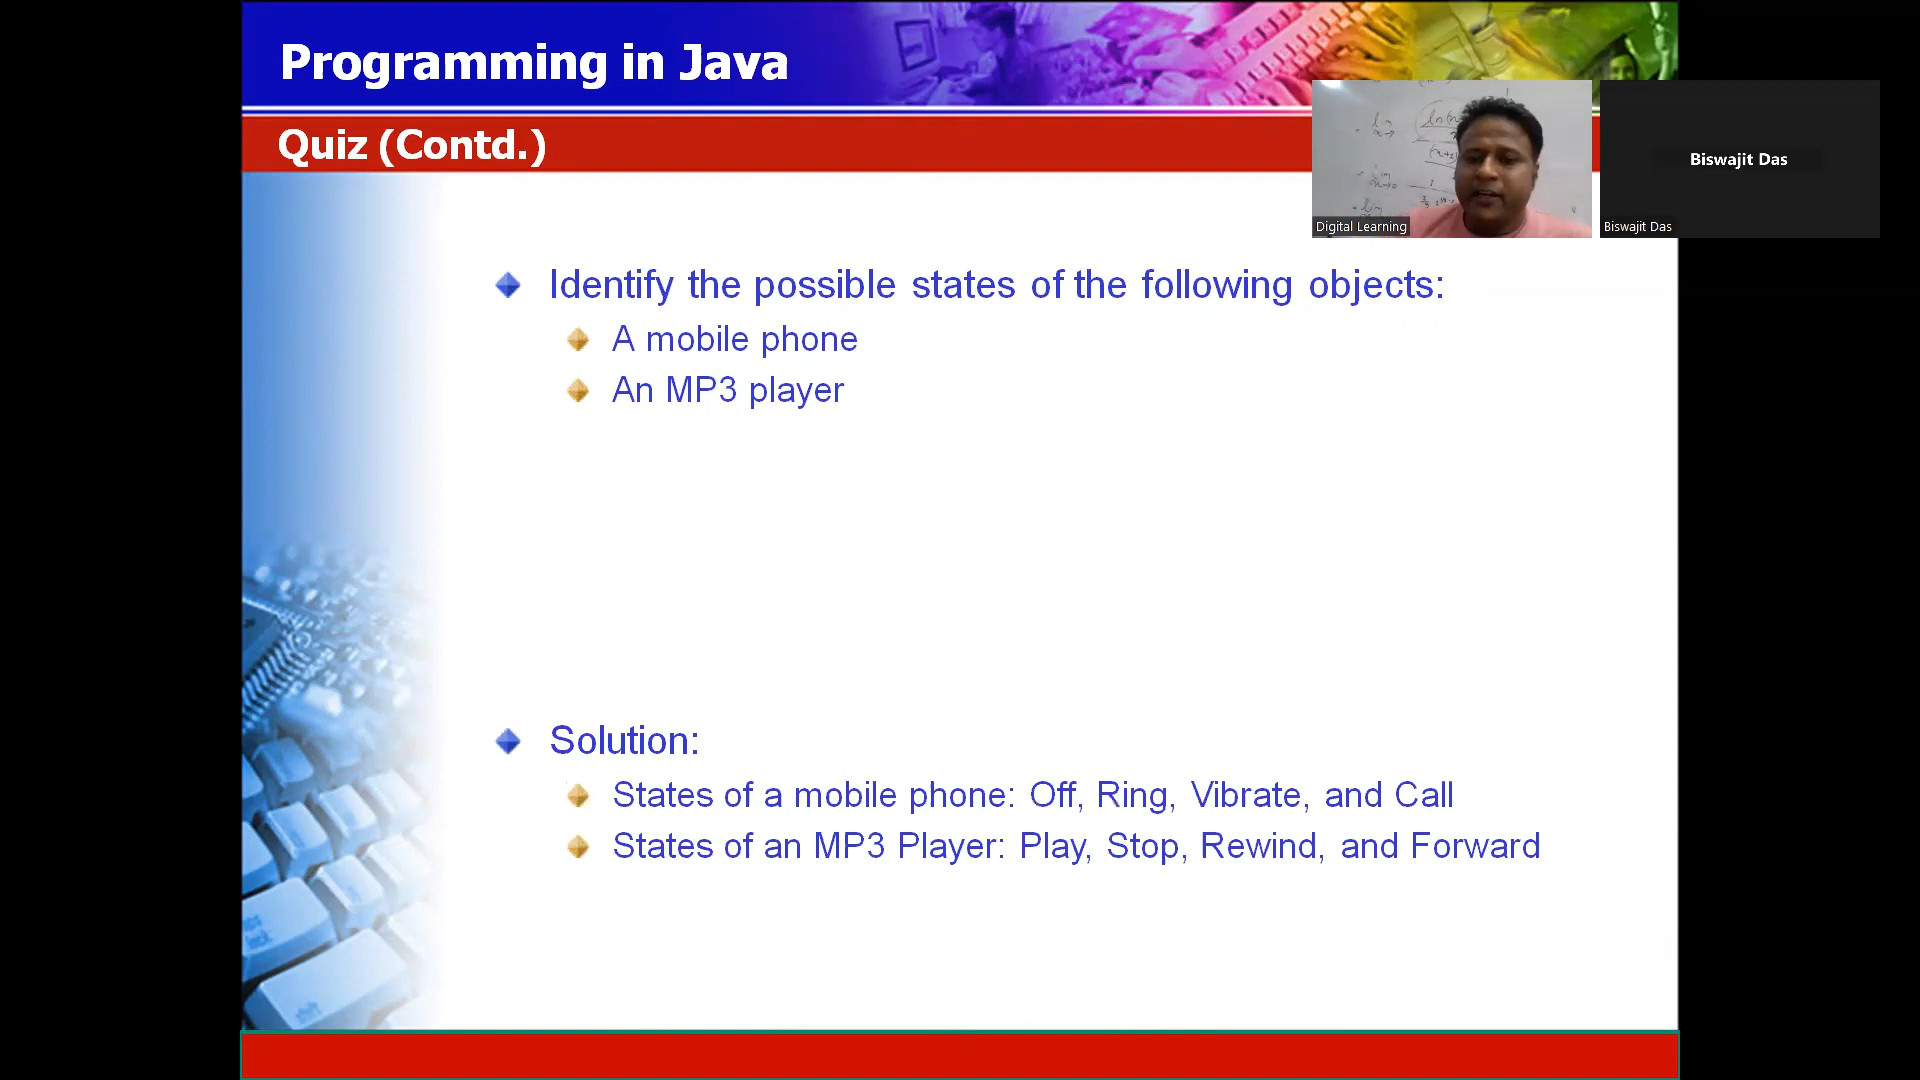 Programming in Java
Quiz (Contd.)
Biswajit Das
Digital Learning
Biswajit Das
Identify the possible states of the following objects:
A mobile phone
An MP3 player
Solution:
States of a mobile phone: Off, Ring, Vibrate, and Call
States of an MP3 Player: Play, Stop, Rewind, and Forward